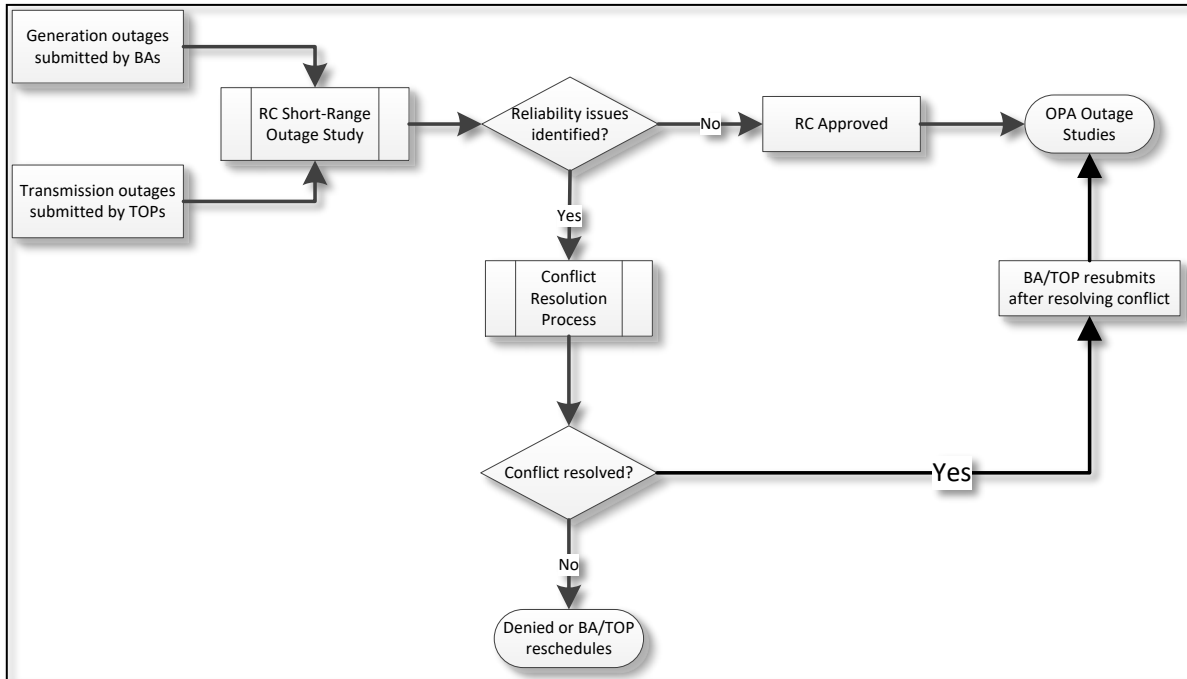 Generation outages
submitted by BAs
RC Short-Range
Outage Study
Transmission outages
submitted by TOPs
Reliability issues
identified?
No
RC Approved
OPA Outage
Studies
Yes
Conflict
Resolution
Process
BA/TOP resubmits
after resolving conflict
Conflict resolved?
Yes
No
Denied or BA/TOP
reschedules